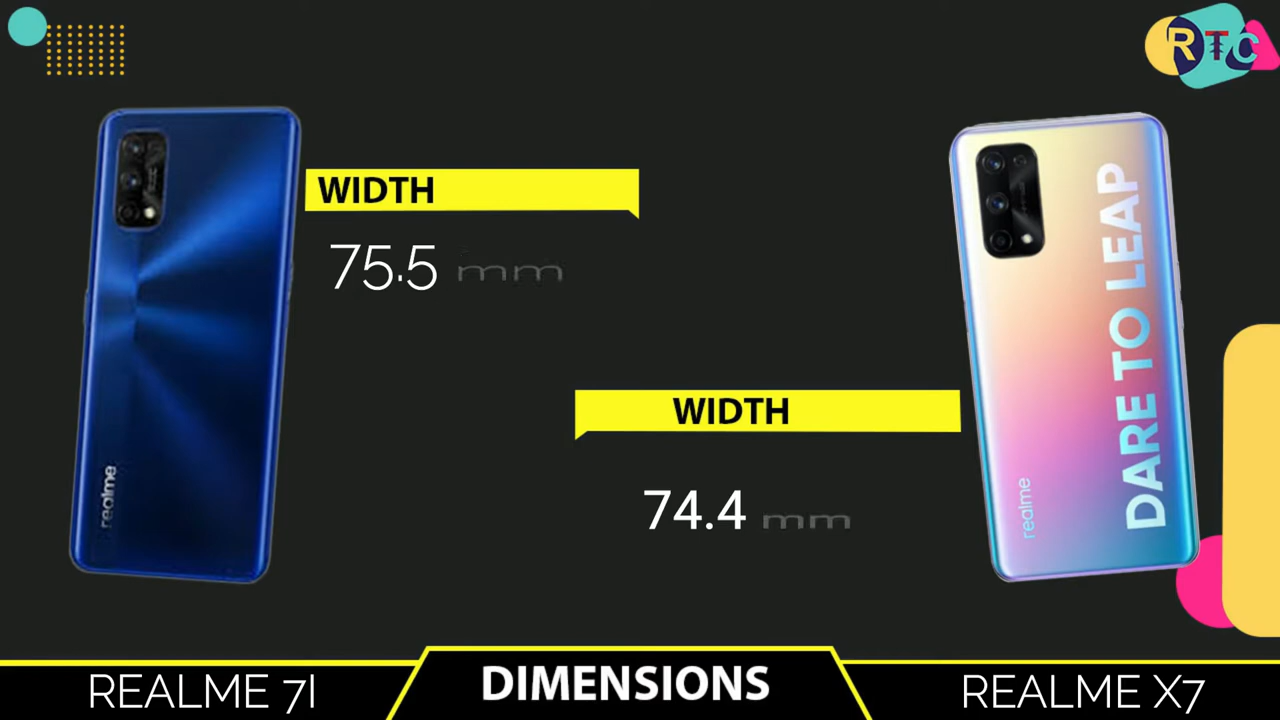 RTC
WIDTH
75.5 mm
WIDTH
74.4 mm
realme
realme
DARE TO LEAP
REALME 7I
DIMENSIONS
REALME X7